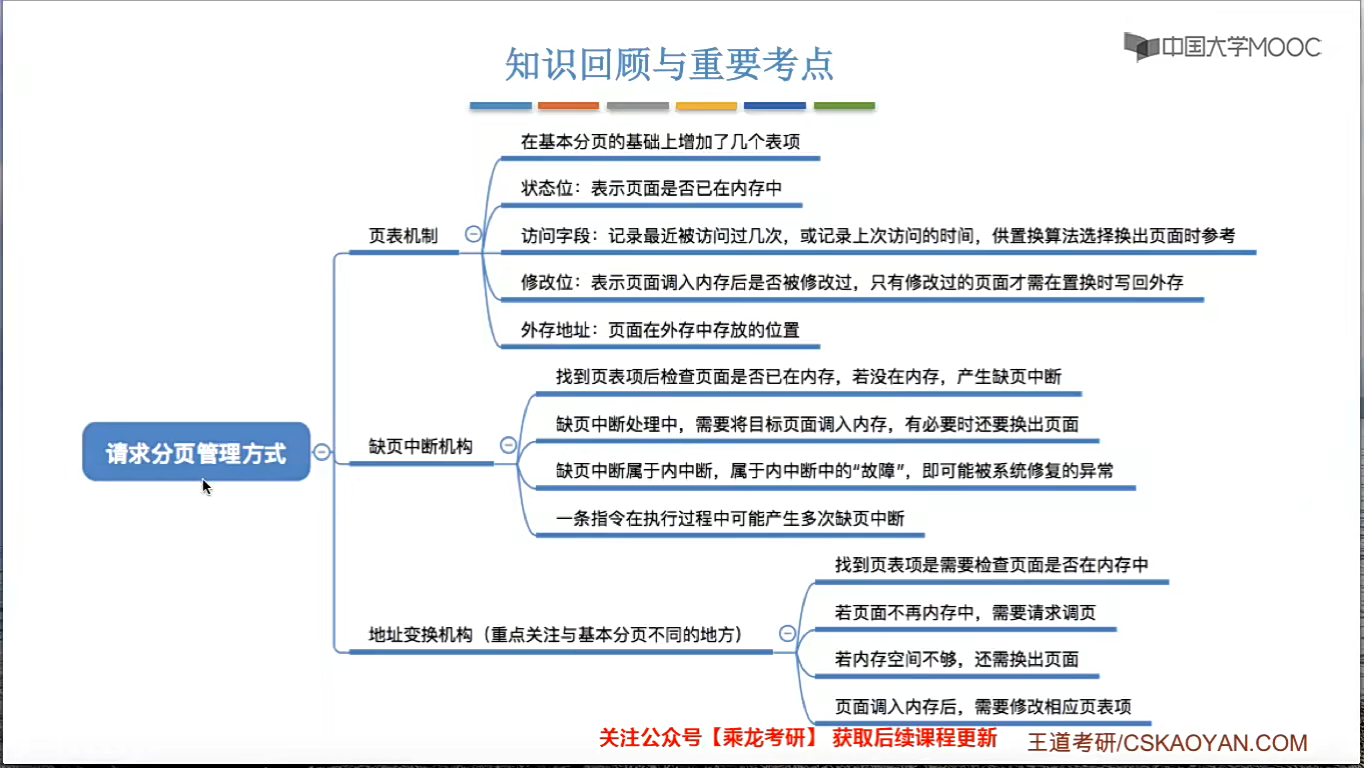 中国大学MOOC
知识回顾与重要考点
在基本分页的基础上增加了几个表项
状态位：表示页面是否已在内存中
页表机制
访问字段：记录最近被访问过几次，或记录上次访问的时间，供置换算法选择换出页面时参考
修改位：表示页面调入内存后是否被修改过，只有修改过的页面才需在置换时写回外存
外存地址：页面在外存中存放的位置
找到页表项后检查页面是否已在内存，若没在内存，产生缺页中断
缺页中断处理中，需要将目标页面调入内存，有必要时还要换出页面
请求分页管理方式
缺页中断机构
缺页中断属于内中断，属于内中断中的“故障”，即可能被系统修复的异常
一条指令在执行过程中可能产生多次缺页中断
找到页表项是需要检查页面是否在内存中
若页面不再内存中，需要请求调页
地址变换机构（重点关注与基本分页不同的地方）
若内存空间不够，还需换出页面
页面调入内存后，需要修改相应页表项
关注公众号【乘龙考研】 获取后续课程更新
王道考研/CSKAOYAN.COM